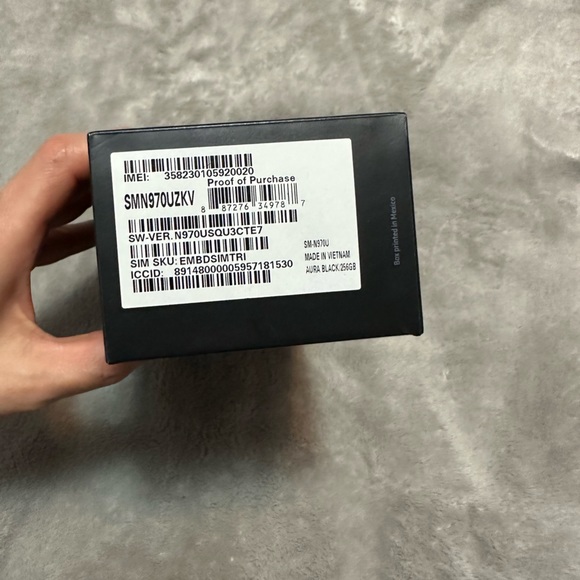 IMEI: 358230105920020
Proof of Purchase
SMN970UZKV
8 87276 34978 7
SW-VER. N970USQU3CTE7
SIM SKU: EMBDSIMTRI
ICCID: 89148000005957181530
SM-N970U
MADE IN VIETNAM
AURA BLACK/256GB
Box printed in Mexico